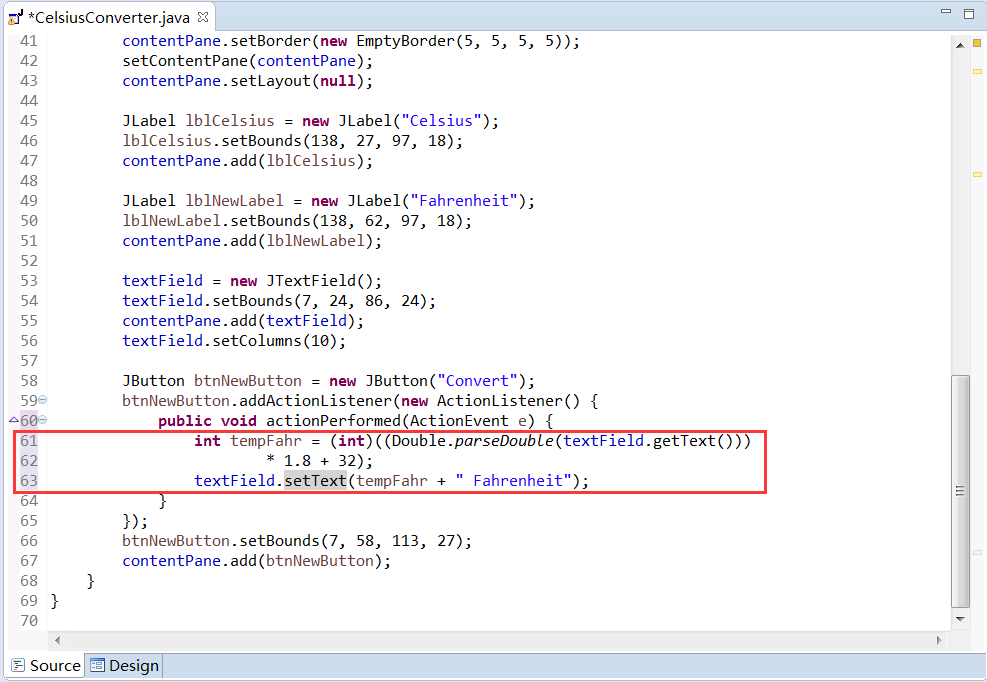 *CelsiusConverter.java
41 contentPane.setBorder(new EmptyBorder(5, 5, 5, 5));
42 setContentPane(contentPane);
43 contentPane.setLayout(null);
44
45 JLabel lblCelsius = new JLabel("Celsius");
46 lblCelsius.setBounds(138, 27, 97, 18);
47 contentPane.add(lblCelsius);
48
49 JLabel lblNewLabel = new JLabel("Fahrenheit");
50 lblNewLabel.setBounds(138, 62, 97, 18);
51 contentPane.add(lblNewLabel);
52
53 textField = new JTextField();
54 textField.setBounds(7, 24, 86, 24);
55 contentPane.add(textField);
56 textField.setColumns(10);
57
58 JButton btnNewButton = new JButton("Convert");
59 btnNewButton.addActionListener(new ActionListener() {
60 public void actionPerformed(ActionEvent e) {
61 int tempFahr = (int)((Double.parseDouble(textField.getText()))
62 * 1.8 + 32);
63 textField.setText(tempFahr + " Fahrenheit");
64 }
65 });
66 btnNewButton.setBounds(7, 58, 113, 27);
67 contentPane.add(btnNewButton);
68 }
69 }
70
Source Design